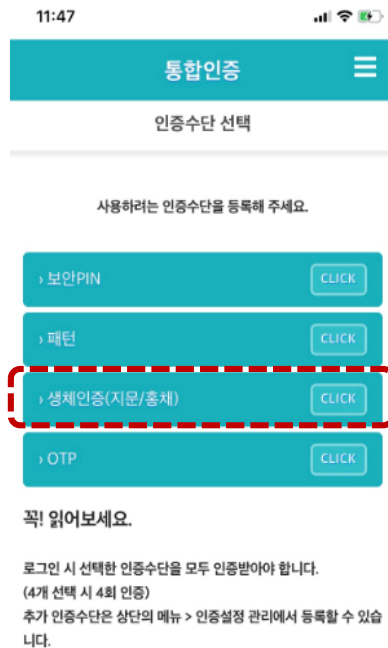 11:47
통합인증
인증수단 선택
사용하려는 인증수단을 등록해 주세요.
› 보안PIN CLICK
› 패턴 CLICK
› 생체인증(지문/홍채) CLICK
› OTP CLICK
꼭! 읽어보세요.
로그인 시 선택한 인증수단을 모두 인증받아야 합니다.
(4개 선택 시 4회 인증)
추가 인증수단은 상단의 메뉴 > 인증설정 관리에서 등록할 수 있습
니다.